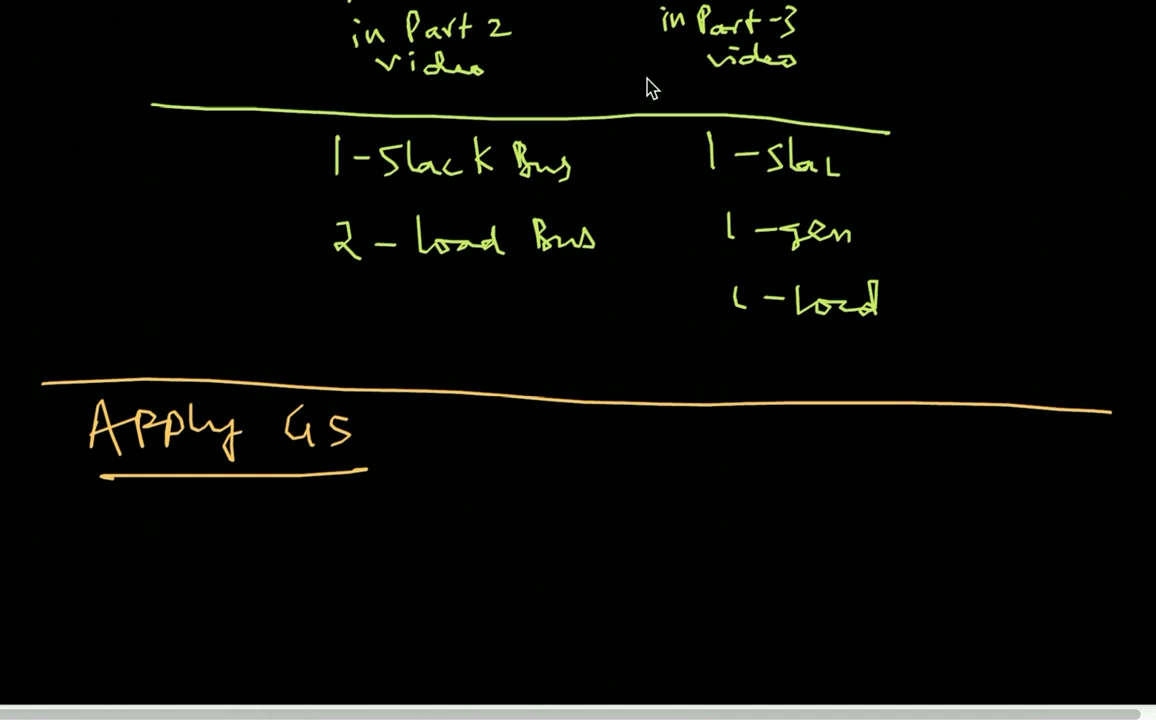 in Part 2
video
in Part-3
video
1-Slack Bus
2 - Load Bus
1 - Slac
1 - gen
1 - Load
Apply GS